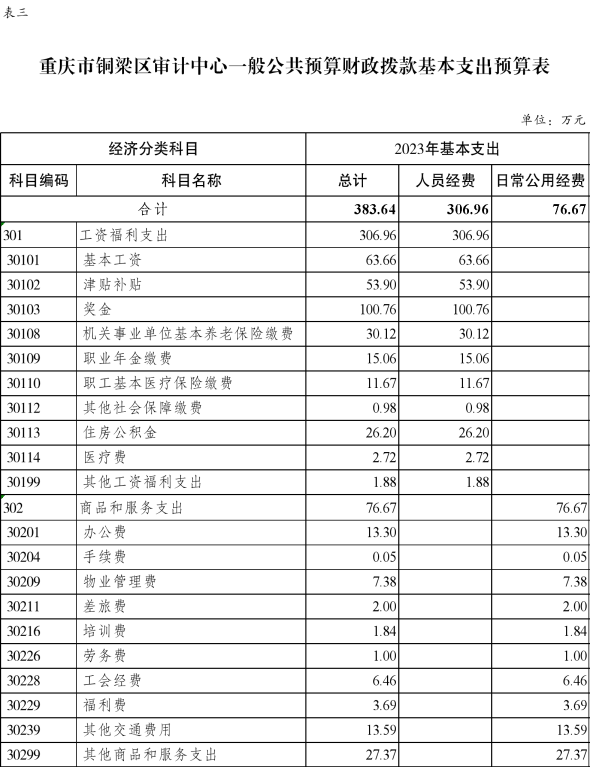 表三
重庆市铜梁区审计中心一般公共预算财政拨款基本支出预算表
单位：万元
经济分类科目 2023年基本支出
科目编码 科目名称 总计 人员经费 日常公用经费
合计 383.64 306.96 76.67
301 工资福利支出 306.96 306.96
30101 基本工资 63.66 63.66
30102 津贴补贴 53.90 53.90
30103 奖金 100.76 100.76
30108 机关事业单位基本养老保险缴费 30.12 30.12
30109 职业年金缴费 15.06 15.06
30110 职工基本医疗保险缴费 11.67 11.67
30112 其他社会保障缴费 0.98 0.98
30113 住房公积金 26.20 26.20
30114 医疗费 2.72 2.72
30199 其他工资福利支出 1.88 1.88
302 商品和服务支出 76.67 76.67
30201 办公费 13.30 13.30
30204 手续费 0.05 0.05
30209 物业管理费 7.38 7.38
30211 差旅费 2.00 2.00
30216 培训费 1.84 1.84
30226 劳务费 1.00 1.00
30228 工会经费 6.46 6.46
30229 福利费 3.69 3.69
30239 其他交通费用 13.59 13.59
30299 其他商品和服务支出 27.37 27.37